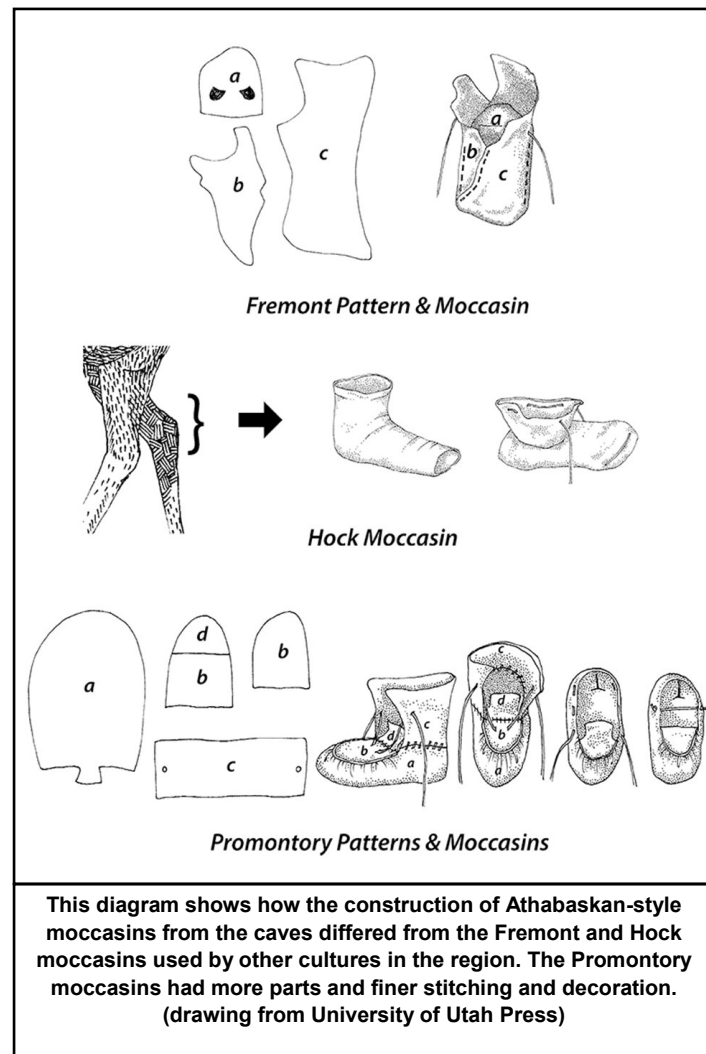 a
b
c
a
b
c
Fremont Pattern & Moccasin
Hock Moccasin
a
d
b
b
c
c
d
b
a
c
d
b
a
Promontory Patterns & Moccasins
This diagram shows how the construction of Athabaskan-style
moccasins from the caves differed from the Fremont and Hock
moccasins used by other cultures in the region. The Promontory
moccasins had more parts and finer stitching and decoration.
(drawing from University of Utah Press)